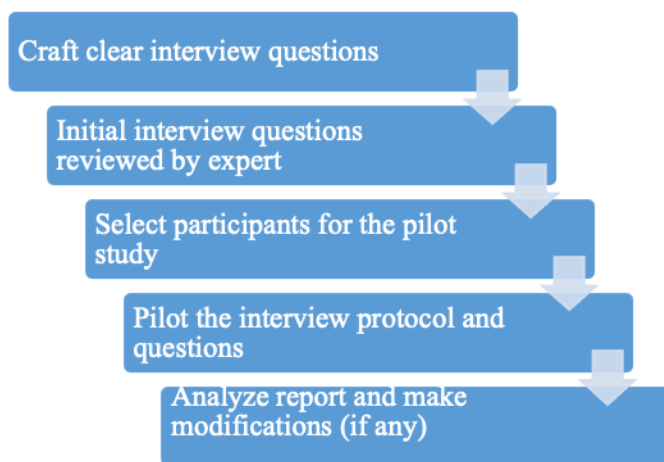 Craft clear interview questions
Initial interview questions
reviewed by expert
Select participants for the pilot
study
Pilot the interview protocol and
questions
Analyze report and make
modifications (if any)